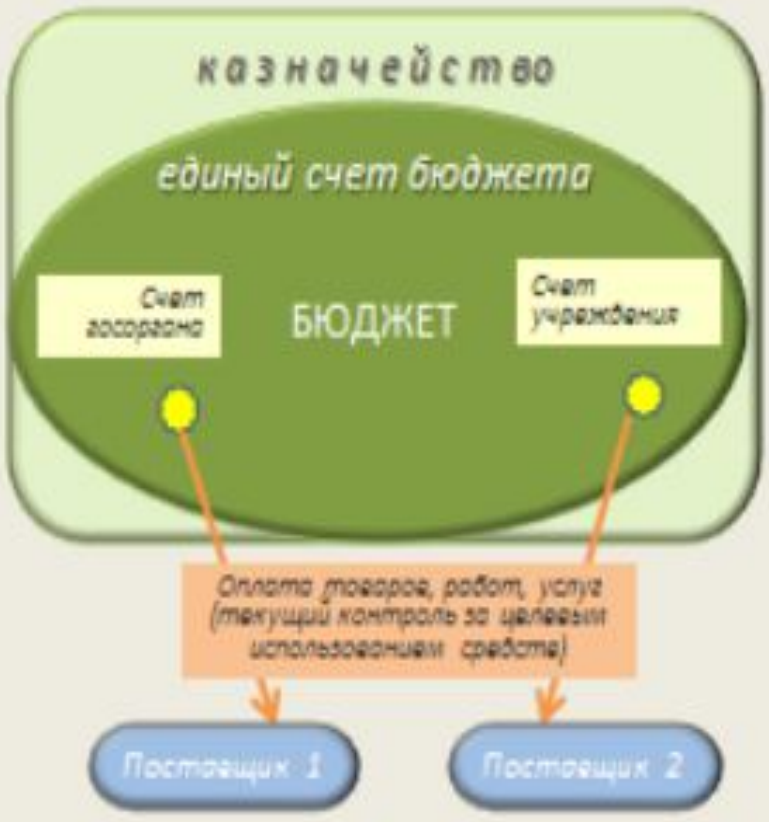 казначейство
единый счет бюджета
Счет
госоргана
БЮДЖЕТ
Счет
учреждения
Оплата товаров, работ, услуг
(текущий контроль за целевым
использованием средств)
Поставщик 1
Поставщик 2